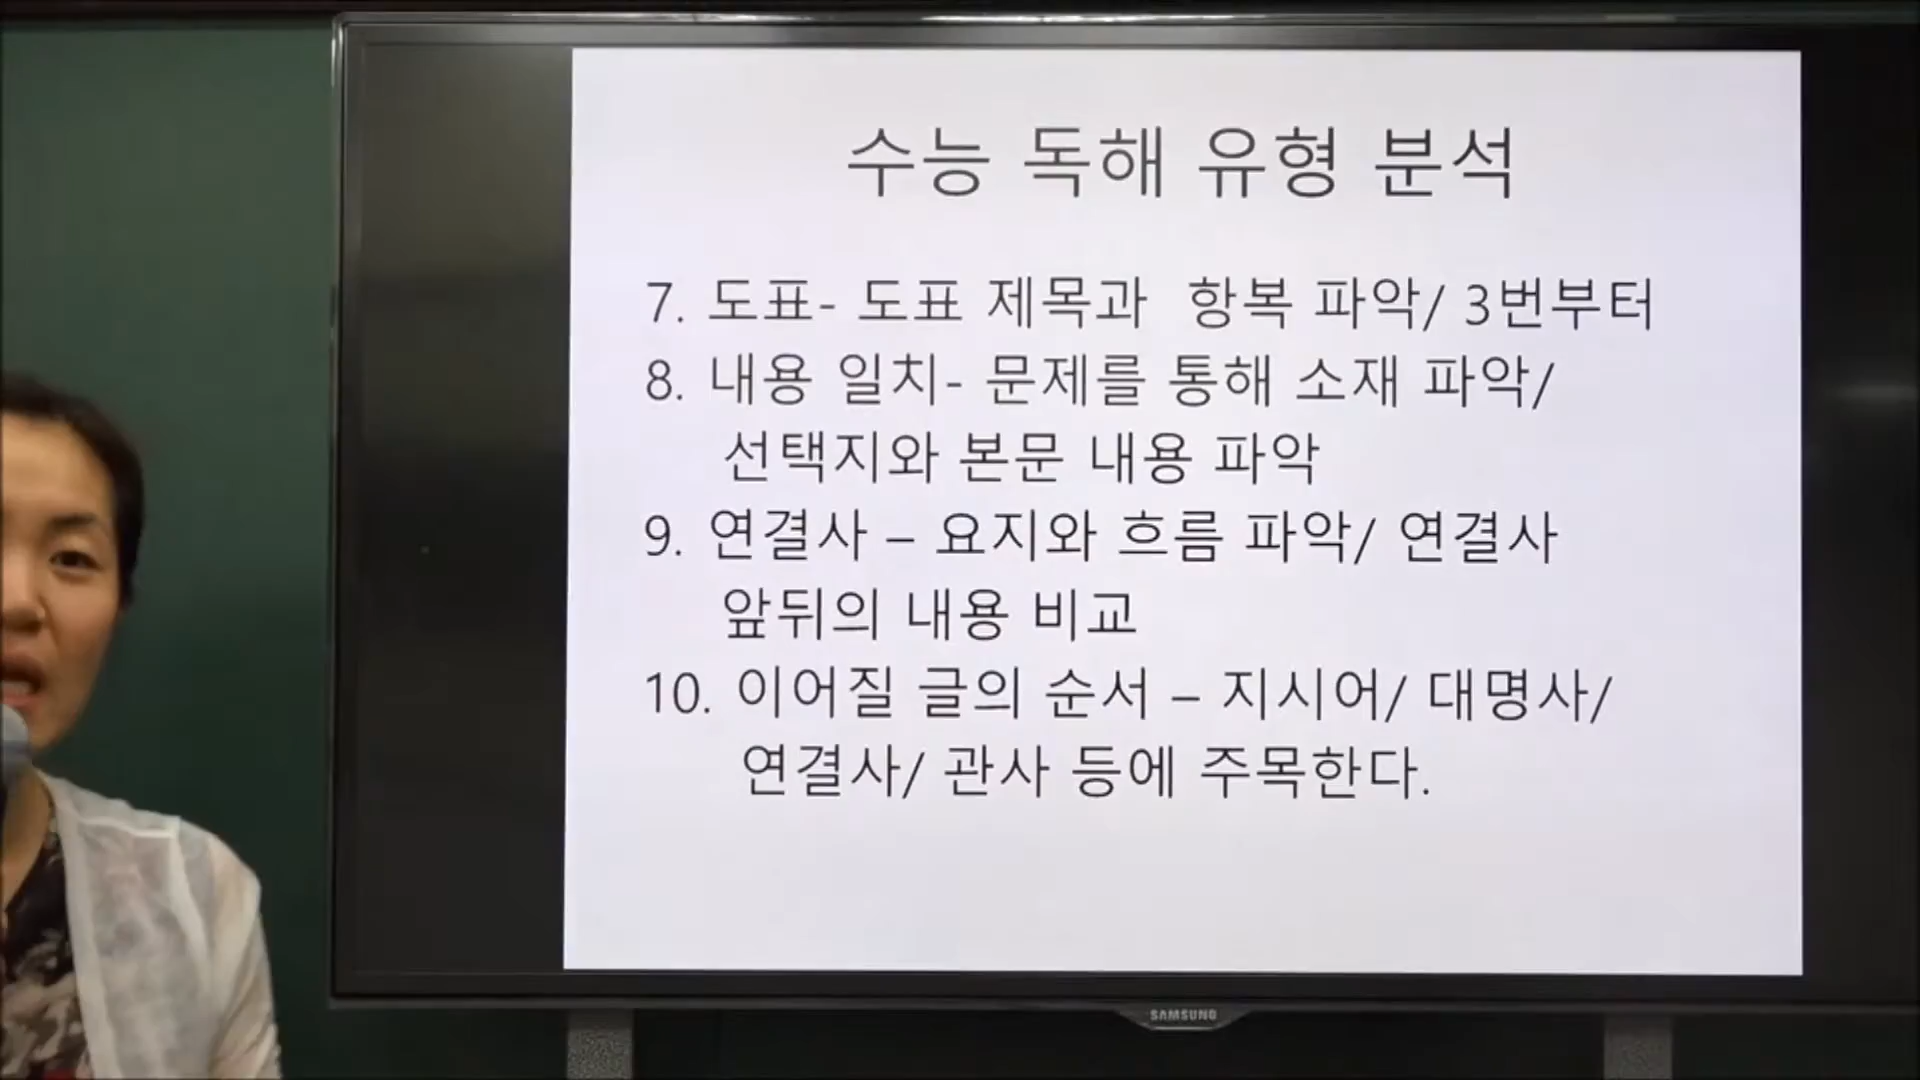 수능 독해 유형 분석
7. 도표- 도표 제목과 항복 파악/ 3번부터
8. 내용 일치- 문제를 통해 소재 파악/
선택지와 본문 내용 파악
9. 연결사 – 요지와 흐름 파악/ 연결사
앞뒤의 내용 비교
10. 이어질 글의 순서 – 지시어/ 대명사/
연결사/ 관사 등에 주목한다.
SAMSUNG